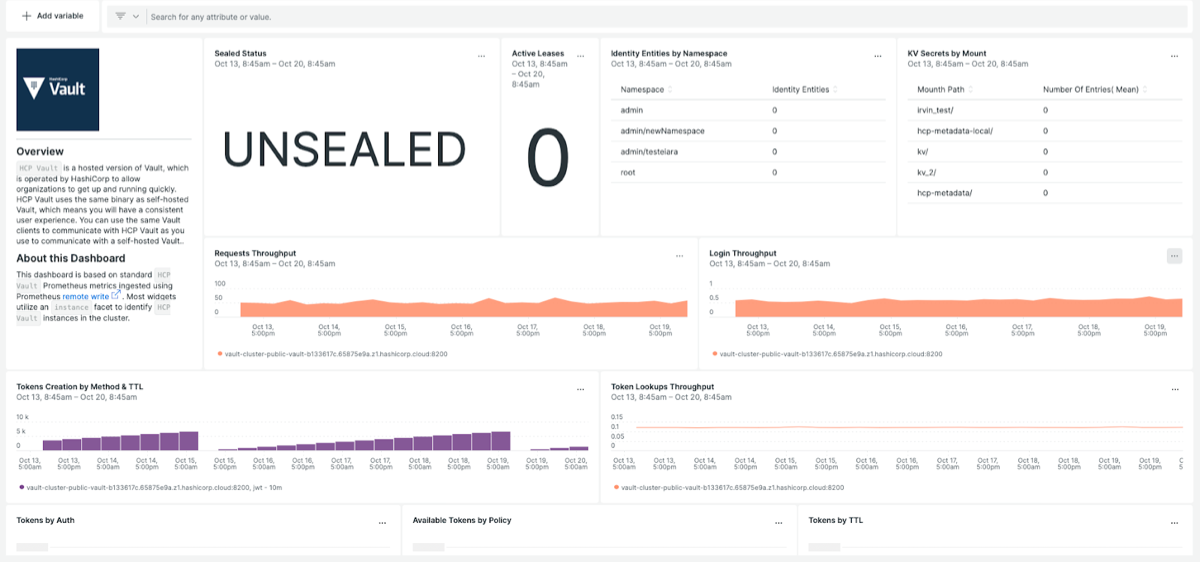 + Add variable
Search for any attribute or value.
HashiCorp
Vault
Overview
HCP Vault is a hosted version of Vault, which
is operated by HashiCorp to allow
organizations to get up and running quickly.
HCP Vault uses the same binary as self-hosted
Vault, which means you will have a consistent
user experience. You can use the same Vault
clients to communicate with HCP Vault as you
use to communicate with a self-hosted Vault..
About this Dashboard
This dashboard is based on standard HCP
Vault Prometheus metrics ingested using
Prometheus remote write . Most widgets
utilize an instance facet to identify HCP
Vault instances in the cluster.
Sealed Status
Oct 13, 8:45am – Oct 20, 8:45am
UNSEALED
Active Leases
Oct 13, 8:45am
– Oct 20,
8:45am
0
Identity Entities by Namespace
Oct 13, 8:45am – Oct 20, 8:45am
Namespace Identity Entities
admin 0
admin/newNamespace 0
admin/testelara 0
root 0
KV Secrets by Mount
Oct 13, 8:45am – Oct 20, 8:45am
Mounth Path Number Of Entries( Mean)
irvin_test/ 0
hcp-metadata-local/ 0
kv/ 0
kv_2/ 0
hcp-metadata/ 0
Requests Throughput
Oct 13, 8:45am – Oct 20, 8:45am
100
50
0
Oct 13, Oct 14, Oct 15, Oct 16, Oct 17, Oct 18, Oct 19,
5:00pm 5:00pm 5:00pm 5:00pm 5:00pm 5:00pm 5:00pm
vault-cluster-public-vault-b133617c.65875e9a.z1.hashicorp.cloud:8200
Login Throughput
Oct 13, 8:45am – Oct 20, 8:45am
1
0.5
0
Oct 13, Oct 14, Oct 15, Oct 16, Oct 17, Oct 18, Oct 19,
5:00pm 5:00pm 5:00pm 5:00pm 5:00pm 5:00pm 5:00pm
vault-cluster-public-vault-b133617c.65875e9a.z1.hashicorp.cloud:8200
Tokens Creation by Method & TTL
Oct 13, 8:45am – Oct 20, 8:45am
10 k
5 k
0
Oct 13, Oct 13, Oct 14, Oct 14, Oct 15, Oct 15, Oct 16, Oct 16, Oct 17, Oct 17, Oct 18, Oct 18, Oct 19, Oct 19, Oct 20,
5:00am 5:00pm 5:00am 5:00pm 5:00am 5:00pm 5:00am 5:00pm 5:00am 5:00pm 5:00am 5:00pm 5:00am 5:00pm 5:00am
vault-cluster-public-vault-b133617c.65875e9a.z1.hashicorp.cloud:8200, jwt - 10m
Token Lookups Throughput
Oct 13, 8:45am – Oct 20, 8:45am
0.15
0.1
0.05
0
Oct 13, Oct 13, Oct 14, Oct 14, Oct 15, Oct 15, Oct 16, Oct 16, Oct 17, Oct 17, Oct 18, Oct 18, Oct 19, Oct 19, C
5:00am 5:00pm 5:00am 5:00pm 5:00am 5:00pm 5:00am 5:00pm 5:00am 5:00pm 5:00am 5:00pm 5:00am 5:00pm 5
vault-cluster-public-vault-b133617c.65875e9a.z1.hashicorp.cloud:8200
Tokens by Auth
Available Tokens by Policy
Tokens by TTL